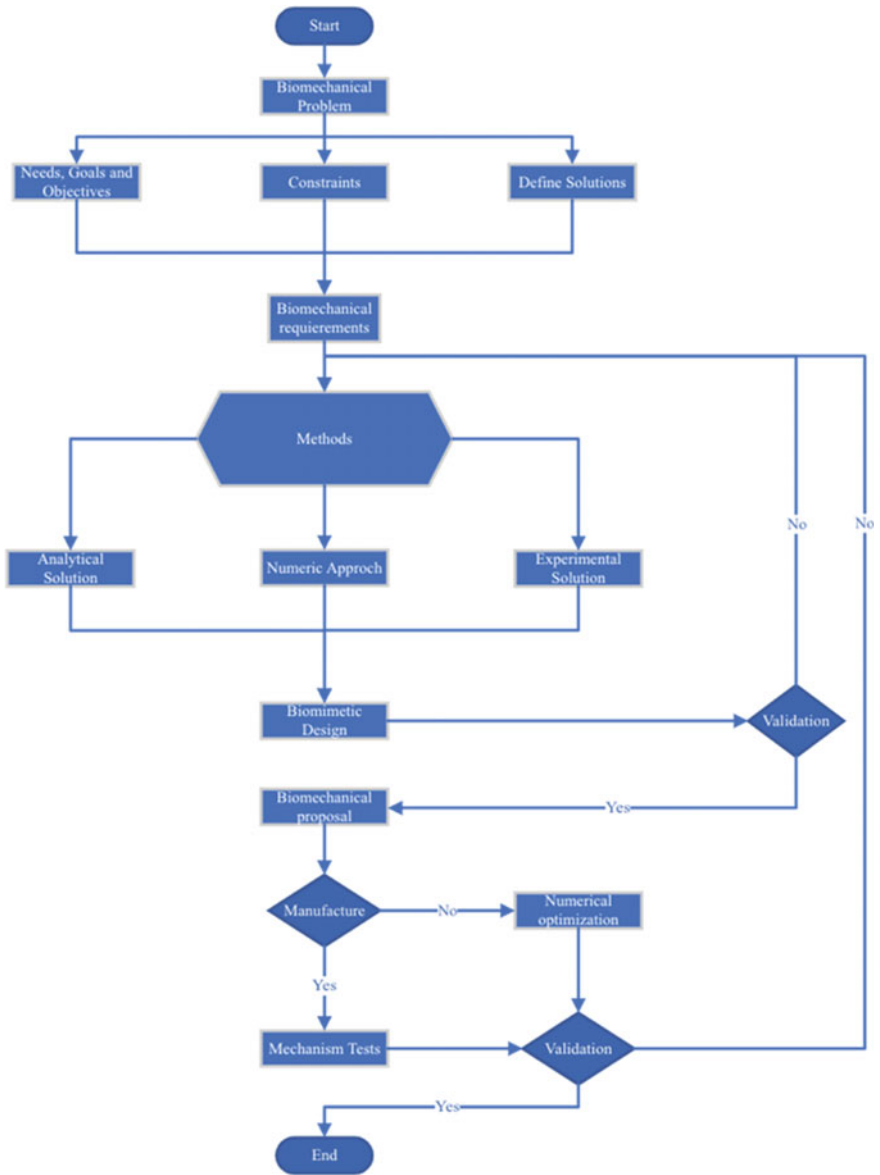 Start
Biomechanical
Problem
Needs, Goals and
Objectives
Constraints
Define Solutions
Biomechanical
requierements
Methods
No
No
Analytical
Solution
Numeric Approch
Experimental
Solution
Biomimetic
Design
Validation
Biomechanical
proposal
Yes
Manufacture
No
Numerical
optimization
Yes
Mechanism Tests
Validation
Yes
End